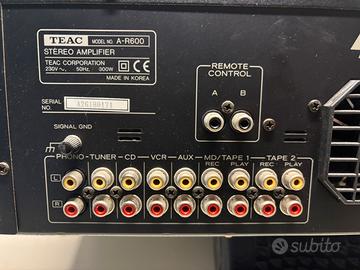 TEAC MODEL NO. A-R600
STEREO AMPLIFIER
TEAC CORPORATION
230V~, 50Hz, 300W
MADE IN KOREA
CE
SERIAL NO.
REMOTE CONTROL
A B
SIGNAL GND
PHONO TUNER CD VCR AUX MD/TAPE 1 TAPE 2
REC PLAY REC PLAY
L
R
subito